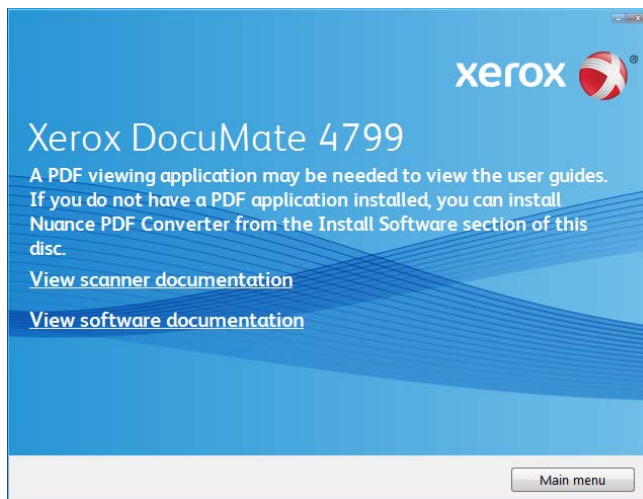 xerox ®
Xerox DocuMate 4799
A PDF viewing application may be needed to view the user guides.
If you do not have a PDF application installed, you can install
Nuance PDF Converter from the Install Software section of this
disc.
View scanner documentation
View software documentation
Main menu